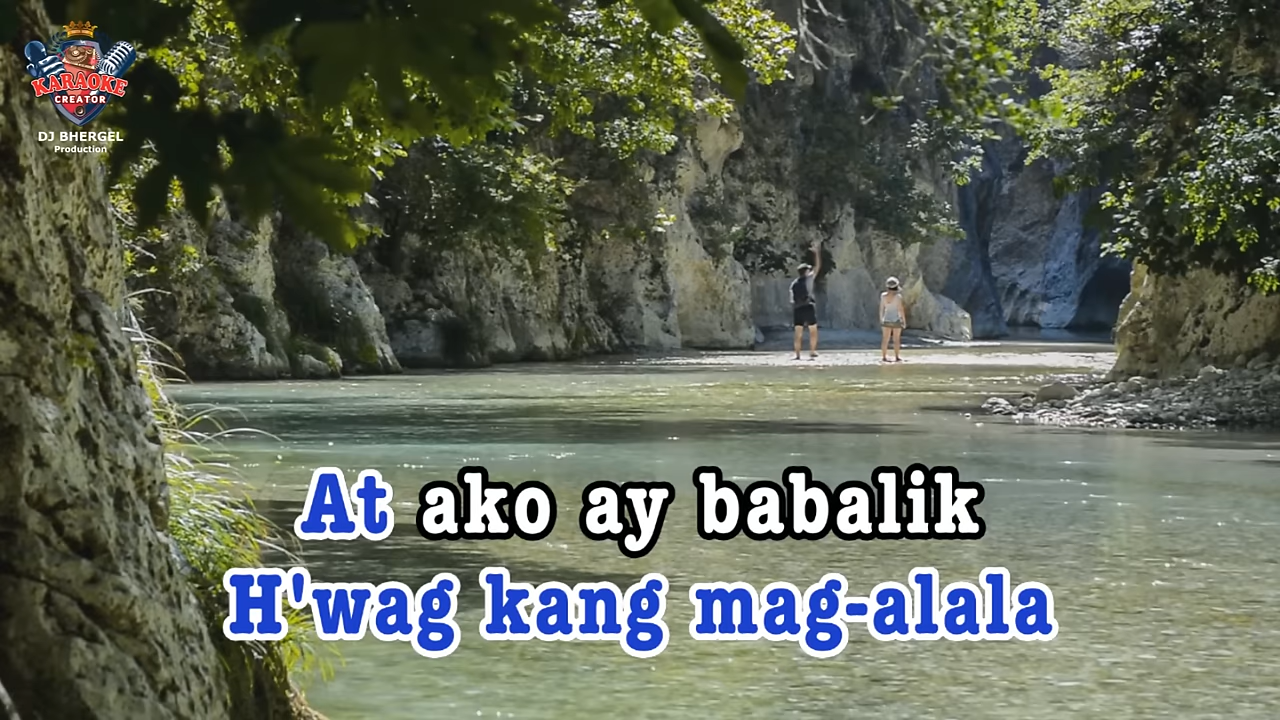 KARAOKE
CREATOR
DJ BHERGEL
Production
At ako ay babalik
H'wag kang mag-alala